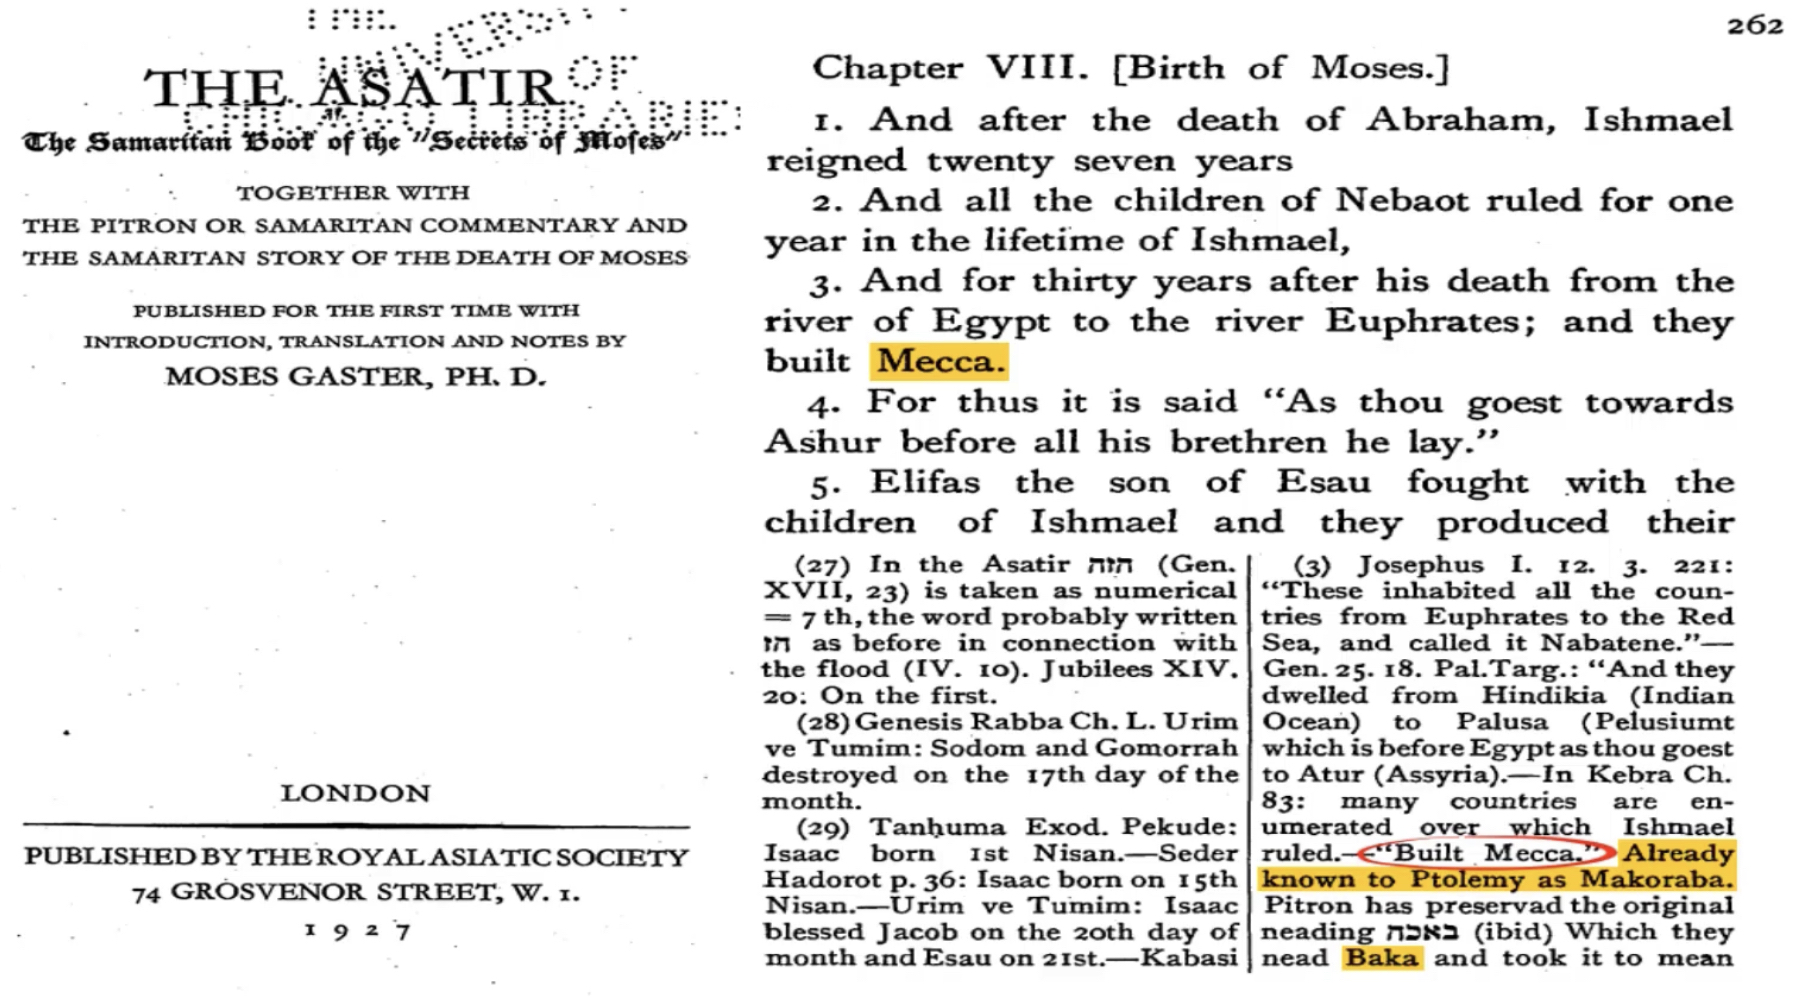 THE
UNIVERSITY
OF
CHICAGO LIBRARIES
THE ASATIR
The Samaritan Book of the "Secrets of Moses"
TOGETHER WITH
THE PITRON OR SAMARITAN COMMENTARY AND
THE SAMARITAN STORY OF THE DEATH OF MOSES
PUBLISHED FOR THE FIRST TIME WITH
INTRODUCTION, TRANSLATION AND NOTES BY
MOSES GASTER, PH. D.
LONDON
PUBLISHED BY THE ROYAL ASIATIC SOCIETY
74 GROSVENOR STREET, W. 1.
1927
262
Chapter VIII. [Birth of Moses.]
1. And after the death of Abraham, Ishmael
reigned twenty seven years
2. And all the children of Nebaot ruled for one
year in the lifetime of Ishmael,
3. And for thirty years after his death from the
river of Egypt to the river Euphrates; and they
built Mecca.
4. For thus it is said "As thou goest towards
Ashur before all his brethren he lay."
5. Elifas the son of Esau fought with the
children of Ishmael and they produced their
(27) In the Asatir הזה (Gen.
XVII, 23) is taken as numerical
= 7 th, the word probably written
הז as before in connection with
the flood (IV. 10). Jubilees XIV.
20: On the first.
(28) Genesis Rabba Ch. L. Urim
ve Tumim: Sodom and Gomorrah
destroyed on the 17th day of the
month.
(29) Tanḥuma Exod. Pekude:
Isaac born 1st Nisan.—Seder
Hadorot p. 36: Isaac born on 15th
Nisan.—Urim ve Tumim: Isaac
blessed Jacob on the 20th day of
month and Esau on 21st.—Kabasi
(3) Josephus I. 12. 3. 221:
"These inhabited all the coun-
tries from Euphrates to the Red
Sea, and called it Nabatene."—
Gen. 25. 18. Pal.Targ.: "And they
dwelled from Hindikia (Indian
Ocean) to Palusa (Pelusiumt
which is before Egypt as thou goest
to Atur (Assyria).—In Kebra Ch.
83: many countries are en-
umerated over which Ishmael
ruled.—"Built Mecca." Already
known to Ptolemy as Makoraba.
Pitron has preservad the original
neading באכה (ibid) Which they
nead Baka and took it to mean